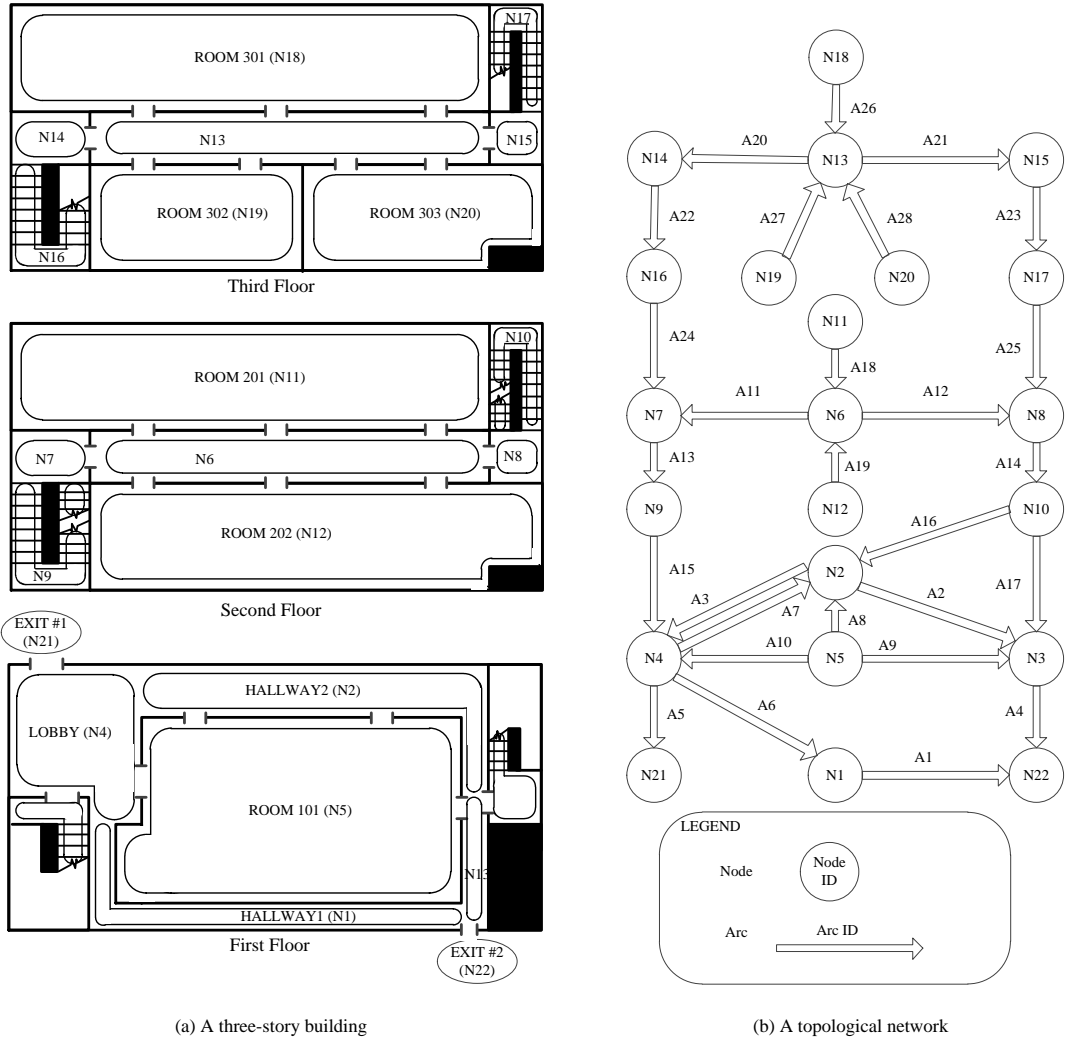 N17
ROOM 301 (N18)
N14
N13
N15
ROOM 302 (N19)
ROOM 303 (N20)
N16
Third Floor
N10
ROOM 201 (N11)
N7
N6
N8
ROOM 202 (N12)
N9
Second Floor
EXIT #1
(N21)
HALLWAY2 (N2)
LOBBY (N4)
ROOM 101 (N5)
N13
HALLWAY1 (N1)
First Floor
EXIT #2
(N22)
(a) A three-story building
N18
A26
A20
A21
N14
N13
N15
A22
A27
A28
A23
N16
N19
N20
N17
N11
A24
A18
A25
A11
A12
N7
N6
N8
A13
A19
A14
N9
N12
N10
A16
A15
N2
A17
A3
A2
A7
A8
A10
A9
N4
N5
N3
A5
A6
A4
N21
N1
A1
N22
LEGEND
Node
Node
ID
Arc
Arc ID
(b) A topological network